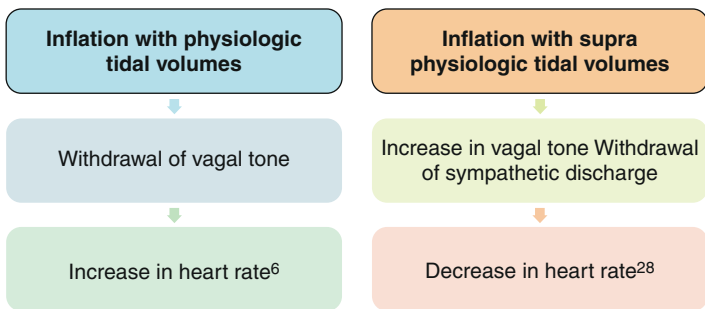 Inflation with physiologic
tidal volumes
Withdrawal of vagal tone
Increase in heart rate⁶
Inflation with supra
physiologic tidal volumes
Increase in vagal tone Withdrawal
of sympathetic discharge
Decrease in heart rate²⁸